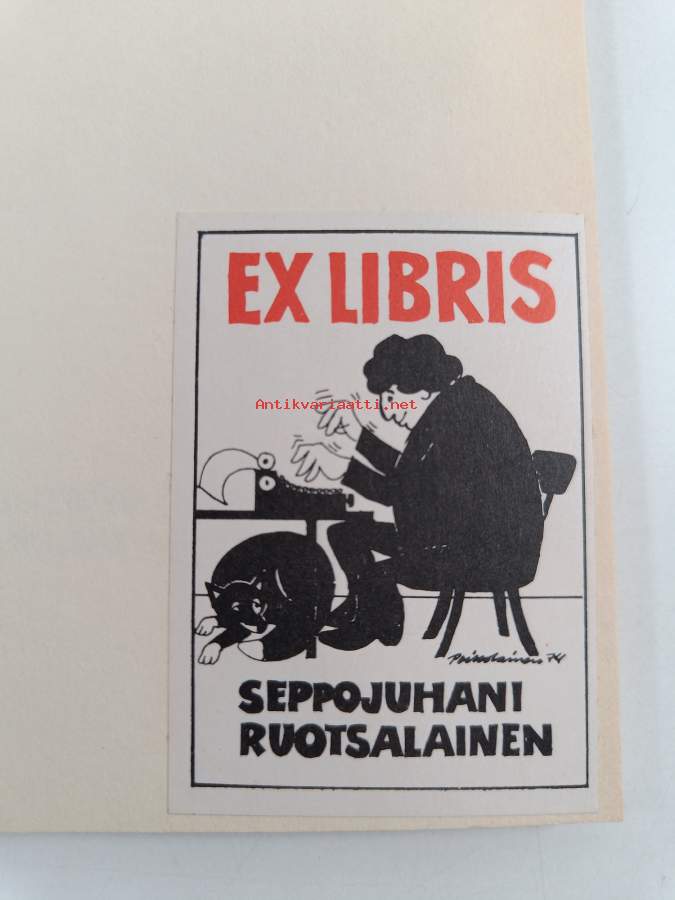 EX LIBRIS
Antikvariaatti.net
SEPPOJUHANI
RUOTSALAINEN